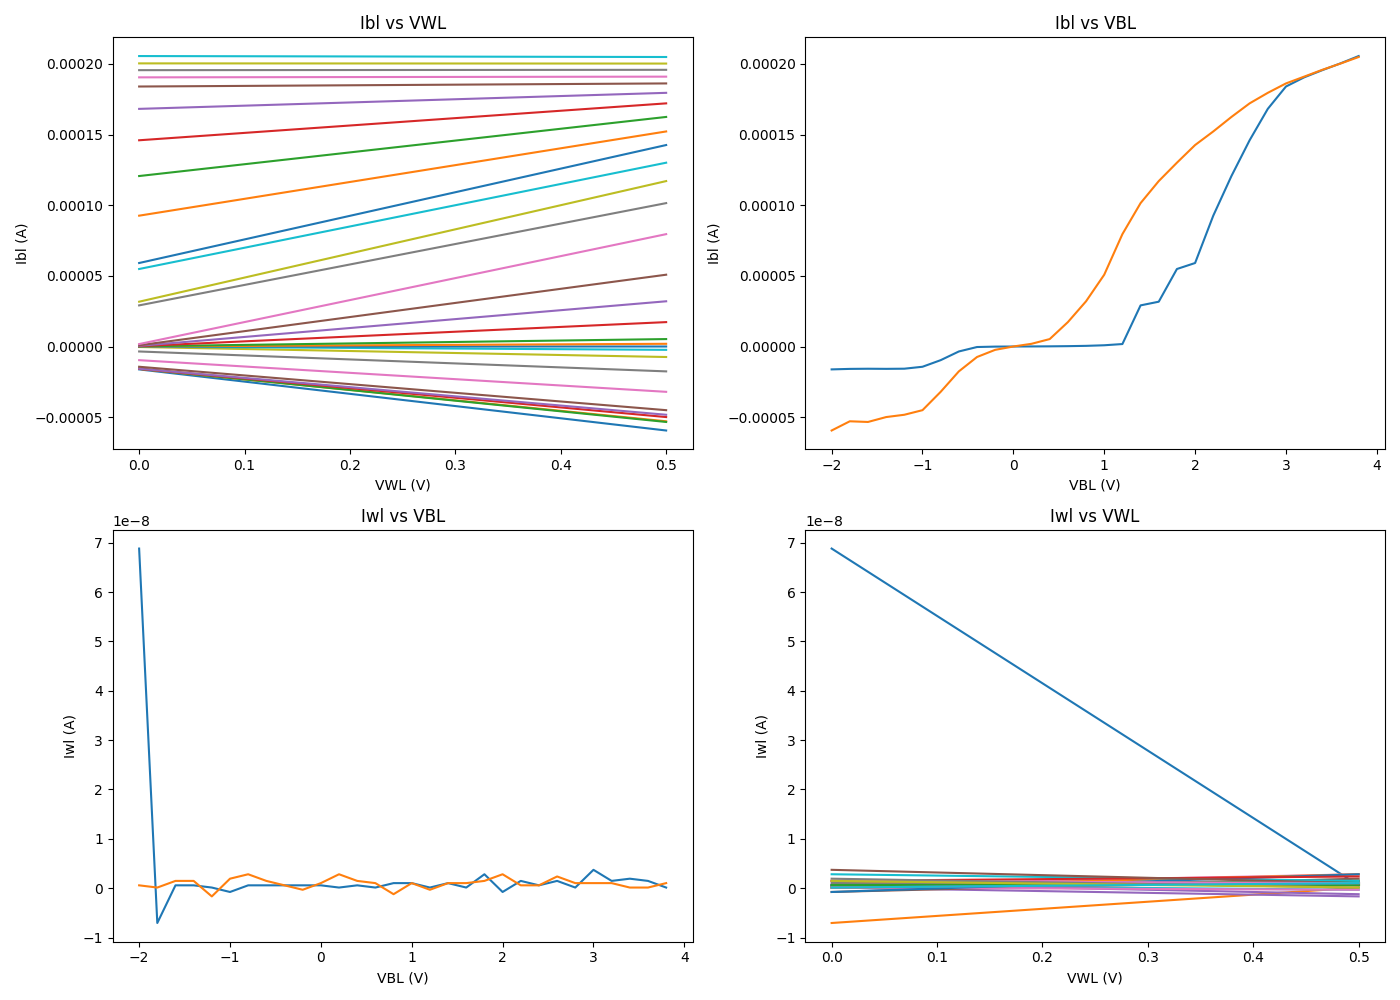 Ibl vs VWL
Ibl (A)
0.00020
0.00015
0.00010
0.00005
0.00000
−0.00005
0.0 0.1 0.2 0.3 0.4 0.5
VWL (V)
Ibl vs VBL
Ibl (A)
0.00020
0.00015
0.00010
0.00005
0.00000
−0.00005
−2 −1 0 1 2 3 4
VBL (V)
Iwl vs VBL
1e−8
Iwl (A)
7
6
5
4
3
2
1
0
−1
−2 −1 0 1 2 3 4
VBL (V)
Iwl vs VWL
1e−8
Iwl (A)
7
6
5
4
3
2
1
0
−1
0.0 0.1 0.2 0.3 0.4 0.5
VWL (V)